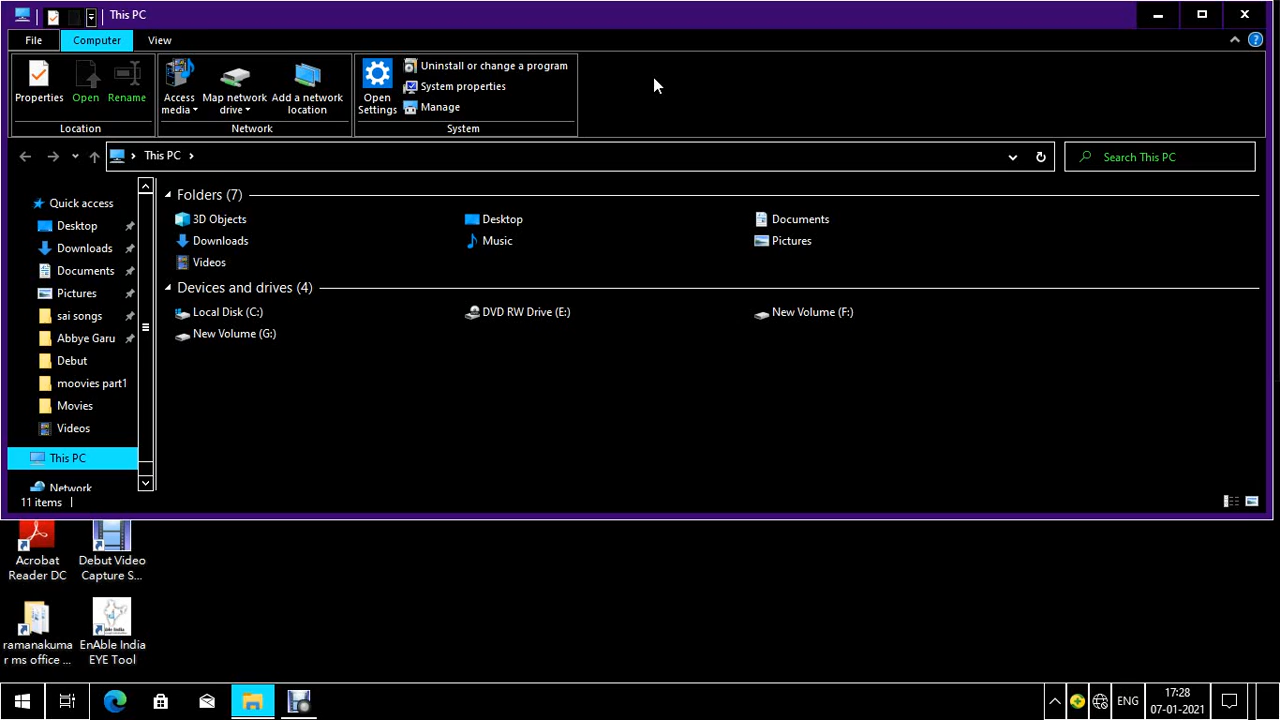 This PC
File
Computer
View
Properties
Open
Rename
Access media
Map network drive
Add a network location
Open Settings
Uninstall or change a program
System properties
Manage
Location
Network
System
This PC
Search This PC
Quick access
Desktop
Downloads
Documents
Pictures
sai songs
Abbye Garu
Debut
moovies part1
Movies
Videos
This PC
Network
Folders (7)
3D Objects
Desktop
Documents
Downloads
Music
Pictures
Videos
Devices and drives (4)
Local Disk (C:)
DVD RW Drive (E:)
New Volume (F:)
New Volume (G:)
11 items
Acrobat
Reader DC
Debut Video
Capture S...
ramanakuma
r ms office ...
EnAble India
EYE Tool
ENG
17:28
07-01-2021